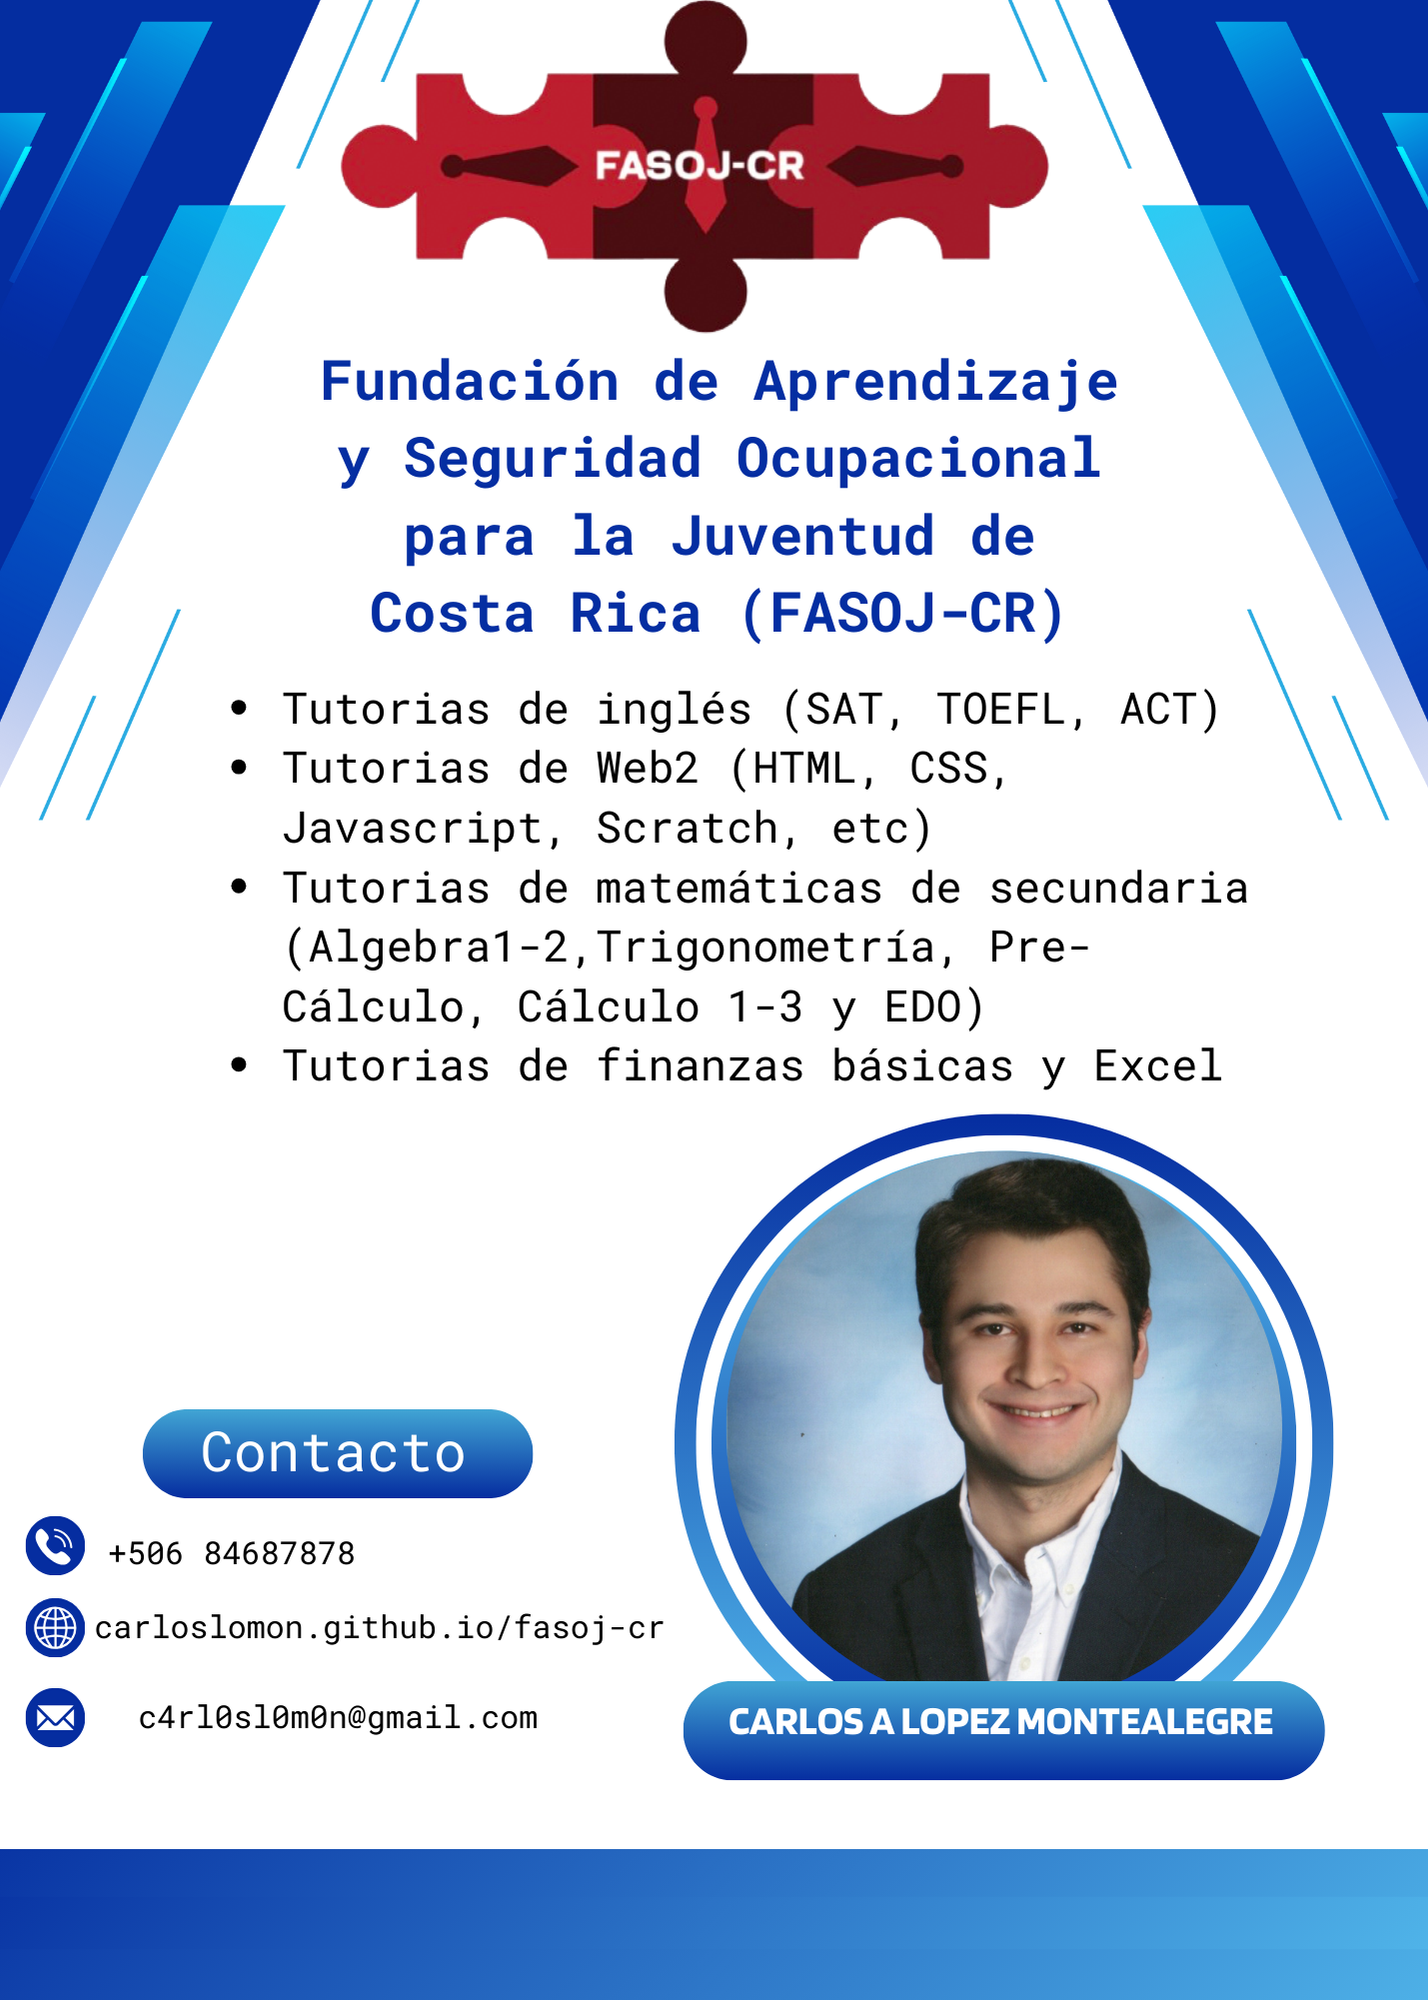 FASOJ-CR
Fundación de Aprendizaje
y Seguridad Ocupacional
para la Juventud de
Costa Rica (FASOJ-CR)
• Tutorias de inglés (SAT, TOEFL, ACT)
• Tutorias de Web2 (HTML, CSS,
Javascript, Scratch, etc)
• Tutorias de matemáticas de secundaria
(Algebra1-2,Trigonometría, Pre-
Cálculo, Cálculo 1-3 y EDO)
• Tutorias de finanzas básicas y Excel
Contacto
+506 84687878
carloslomon.github.io/fasoj-cr
c4rl0sl0m0n@gmail.com
CARLOS A LOPEZ MONTEALEGRE